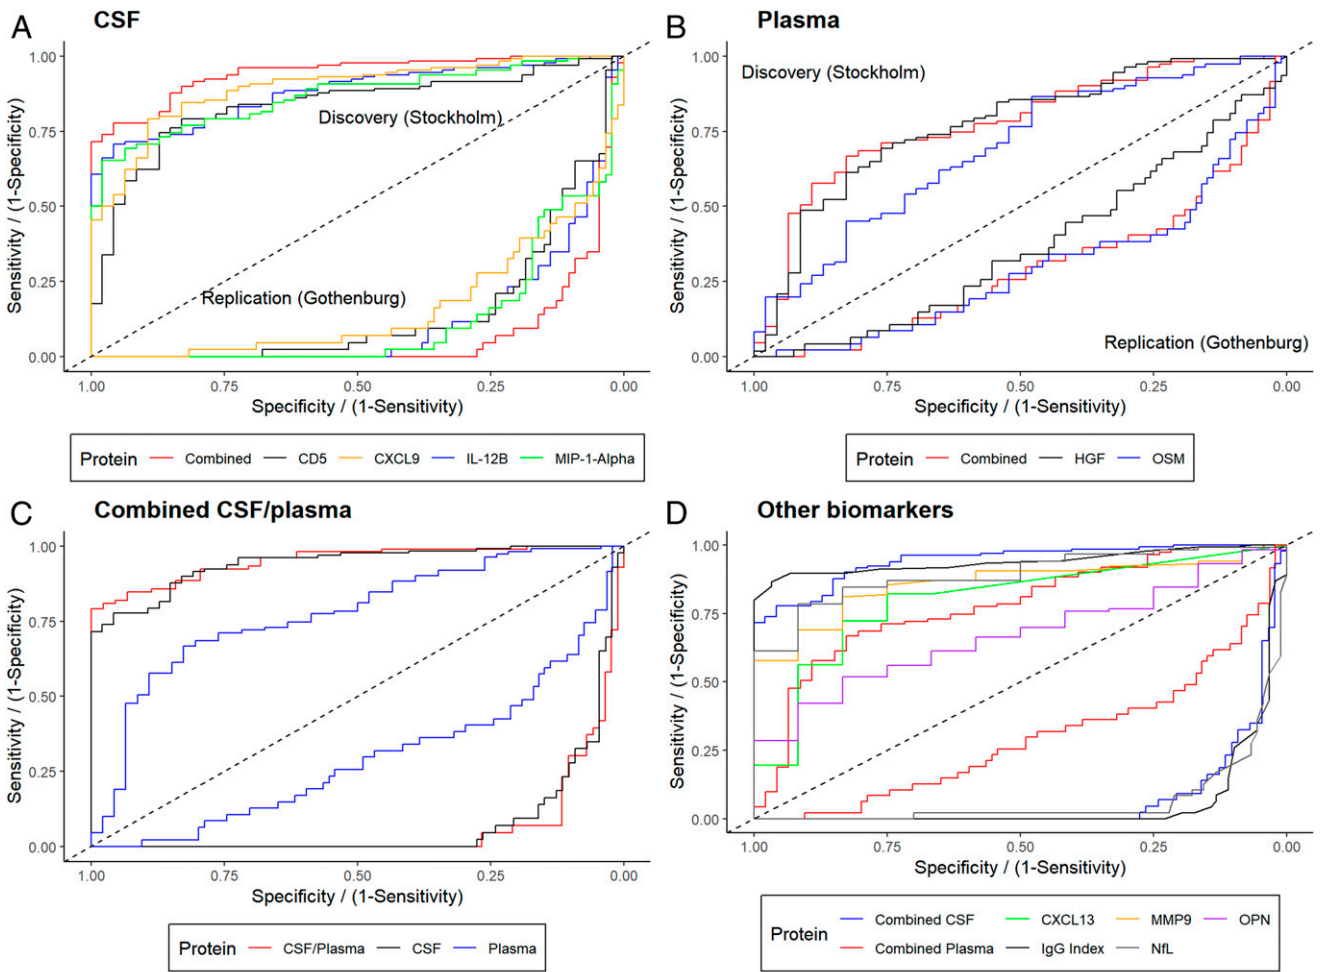 A CSF
1.00
0.75
0.50
0.25
0.00
Sensitivity / (1-Specificity)
Discovery (Stockholm)
Replication (Gothenburg)
1.00 0.75 0.50 0.25 0.00
Specificity / (1-Sensitivity)
Protein Combined CD5 CXCL9 IL-12B MIP-1-Alpha
B Plasma
1.00
0.75
0.50
0.25
0.00
Sensitivity / (1-Specificity)
Discovery (Stockholm)
Replication (Gothenburg)
1.00 0.75 0.50 0.25 0.00
Specificity / (1-Sensitivity)
Protein Combined HGF OSM
C Combined CSF/plasma
1.00
0.75
0.50
0.25
0.00
Sensitivity / (1-Specificity)
1.00 0.75 0.50 0.25 0.00
Specificity / (1-Sensitivity)
Protein CSF/Plasma CSF Plasma
D Other biomarkers
1.00
0.75
0.50
0.25
0.00
Sensitivity / (1-Specificity)
1.00 0.75 0.50 0.25 0.00
Specificity / (1-Sensitivity)
Protein
Combined CSF CXCL13 MMP9 OPN
Combined Plasma IgG Index NfL